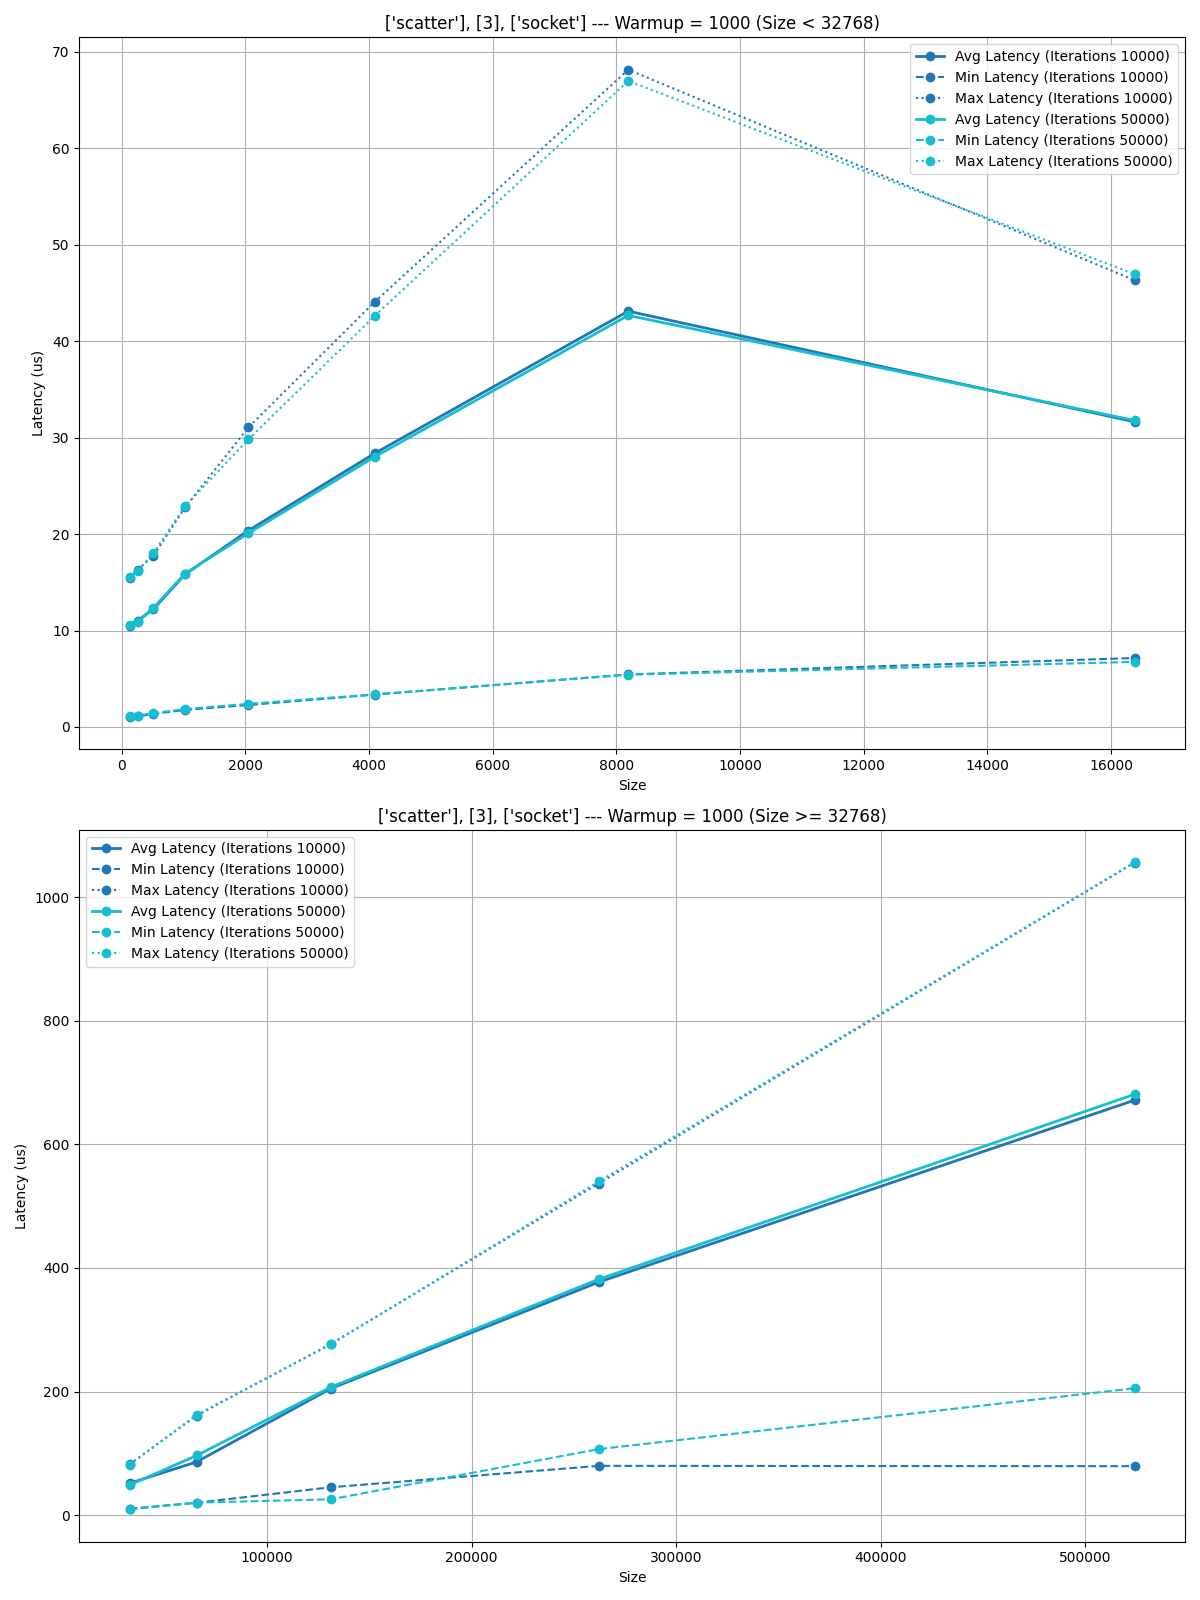 ['scatter'], [3], ['socket'] --- Warmup = 1000 (Size < 32768)
70
60
50
40
30
20
10
0
Latency (us)
Avg Latency (Iterations 10000)
Min Latency (Iterations 10000)
Max Latency (Iterations 10000)
Avg Latency (Iterations 50000)
Min Latency (Iterations 50000)
Max Latency (Iterations 50000)
0 2000 4000 6000 8000 10000 12000 14000 16000
Size
['scatter'], [3], ['socket'] --- Warmup = 1000 (Size >= 32768)
Avg Latency (Iterations 10000)
Min Latency (Iterations 10000)
Max Latency (Iterations 10000)
Avg Latency (Iterations 50000)
Min Latency (Iterations 50000)
Max Latency (Iterations 50000)
1000
800
600
400
200
0
Latency (us)
100000 200000 300000 400000 500000
Size